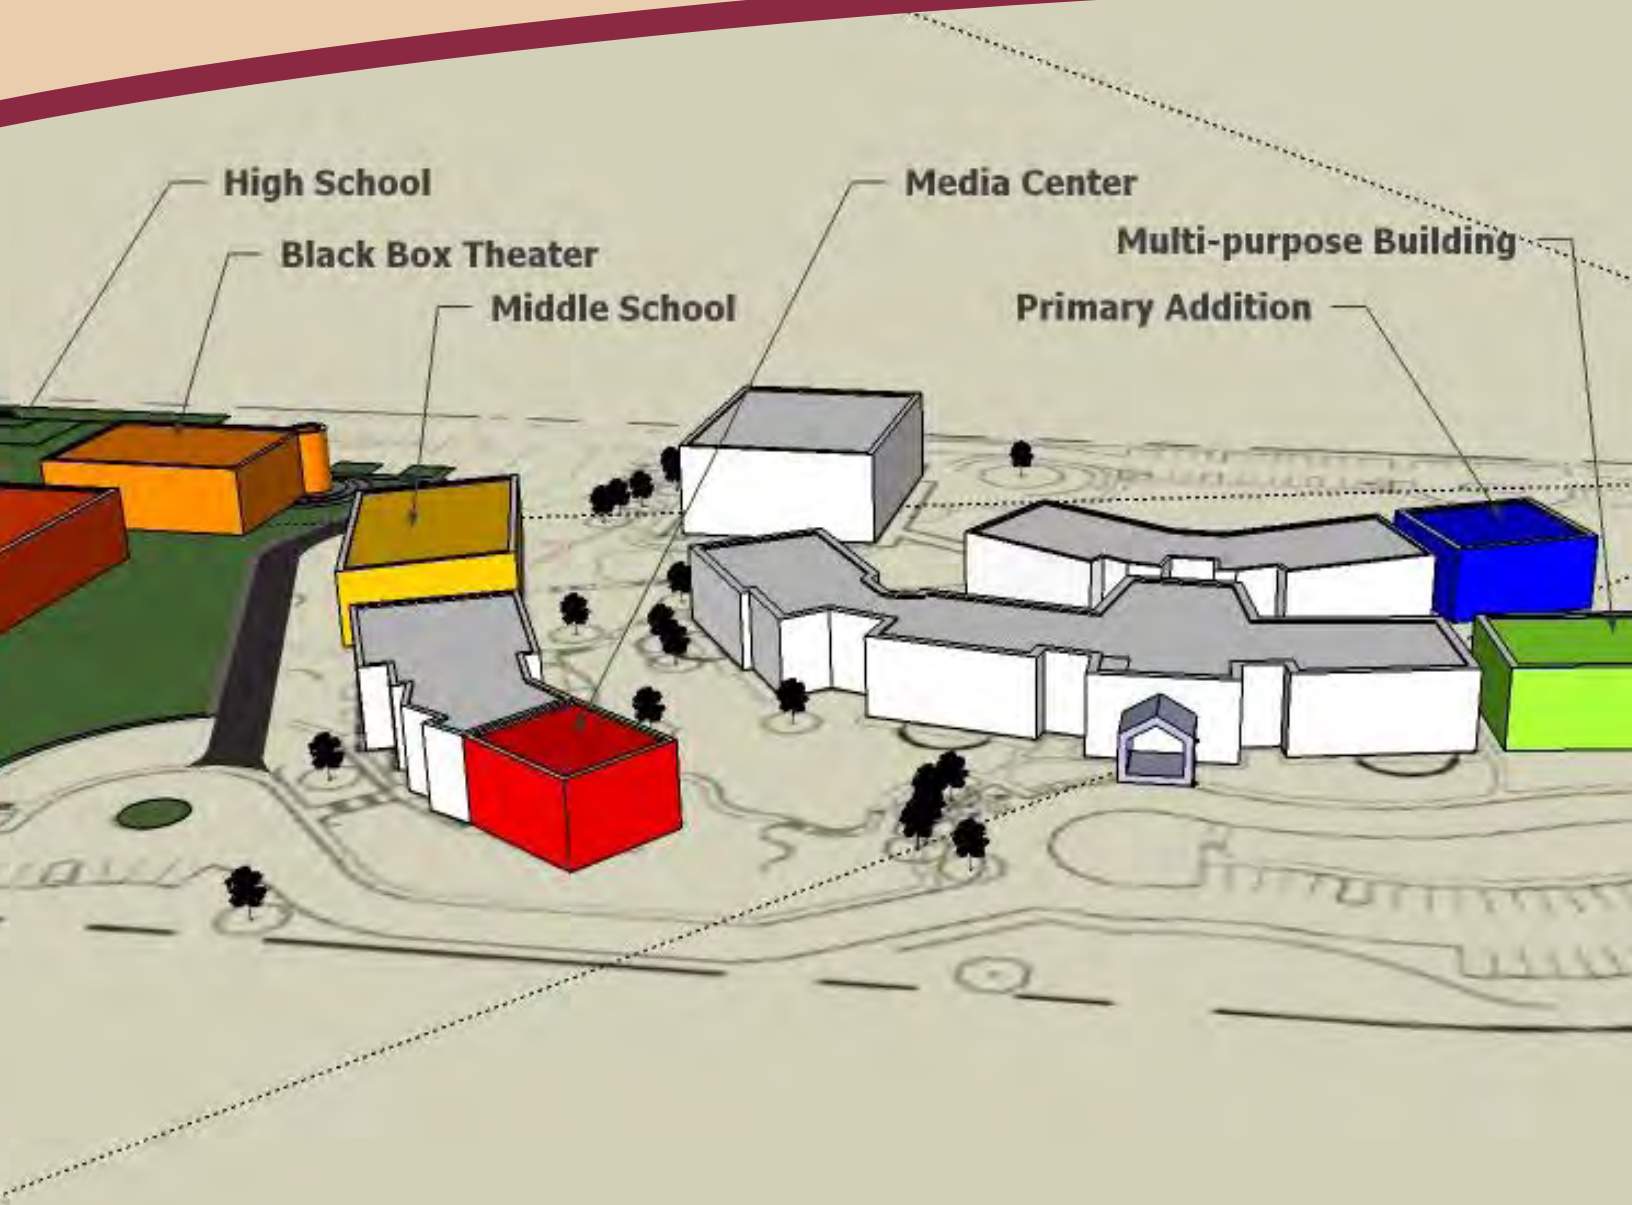 High School
Black Box Theater
Middle School
Media Center
Multi-purpose Building
Primary Addition